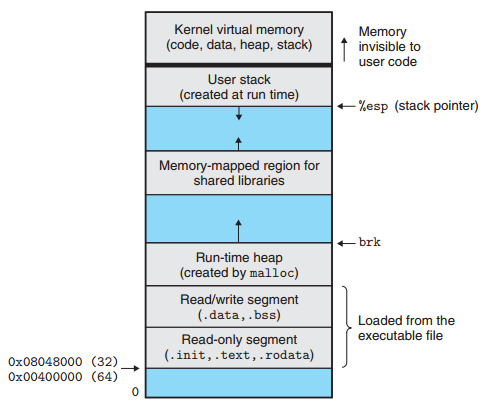 Kernel virtual memory
(code, data, heap, stack)
Memory
invisible to
user code
User stack
(created at run time)
%esp (stack pointer)
Memory-mapped region for
shared libraries
brk
Run-time heap
(created by malloc)
Read/write segment
(.data,.bss)
Loaded from the
executable file
Read-only segment
(.init,.text,.rodata)
0x08048000 (32)
0x00400000 (64)
0